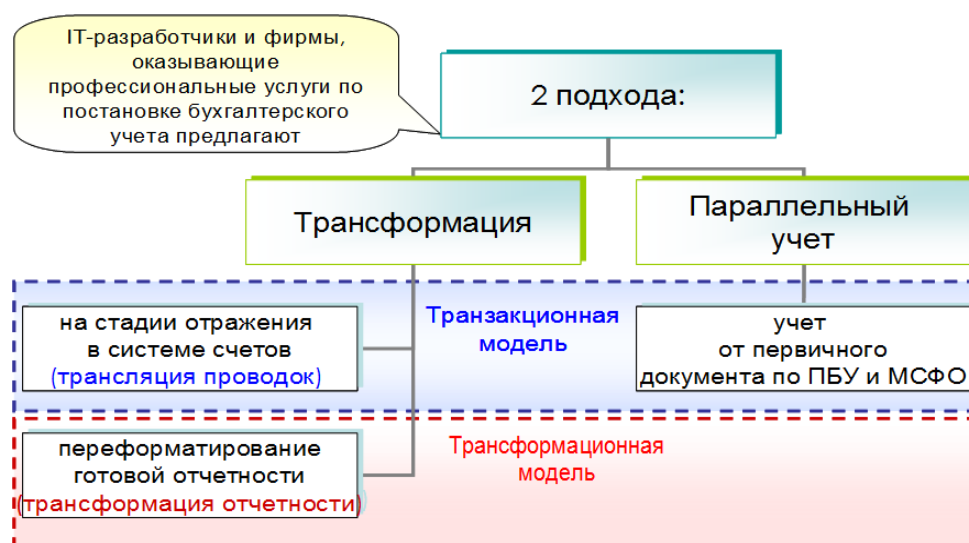 IT-разработчики и фирмы,
оказывающие
профессиональные услуги по
постановке бухгалтерского
учета предлагают
2 подхода:
Трансформация
Параллельный
учет
на стадии отражения
в системе счетов
(трансляция проводок)
Транзакционная
модель
учет
от первичного
документа по ПБУ и МСФО
переформатирование
готовой отчетности
(трансформация отчетности)
Трансформационная
модель